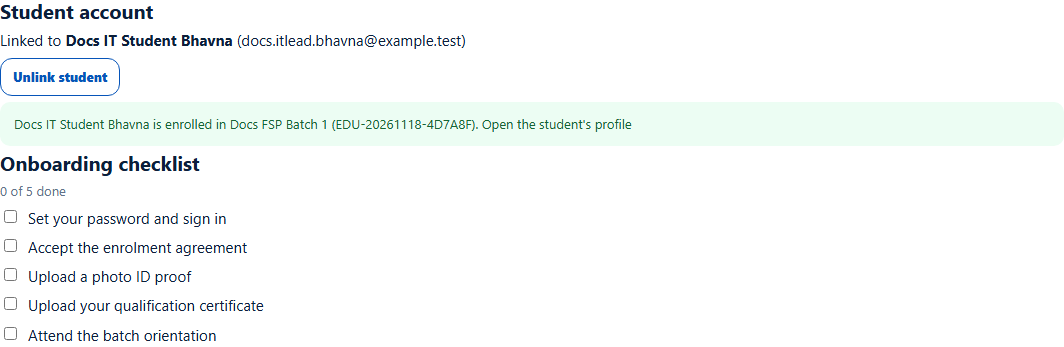 Student account
Linked to Docs IT Student Bhavna (docs.itlead.bhavna@example.test)
Unlink student
Docs IT Student Bhavna is enrolled in Docs FSP Batch 1 (EDU-20261118-4D7A8F). Open the student's profile
Onboarding checklist
0 of 5 done
Set your password and sign in
Accept the enrolment agreement
Upload a photo ID proof
Upload your qualification certificate
Attend the batch orientation